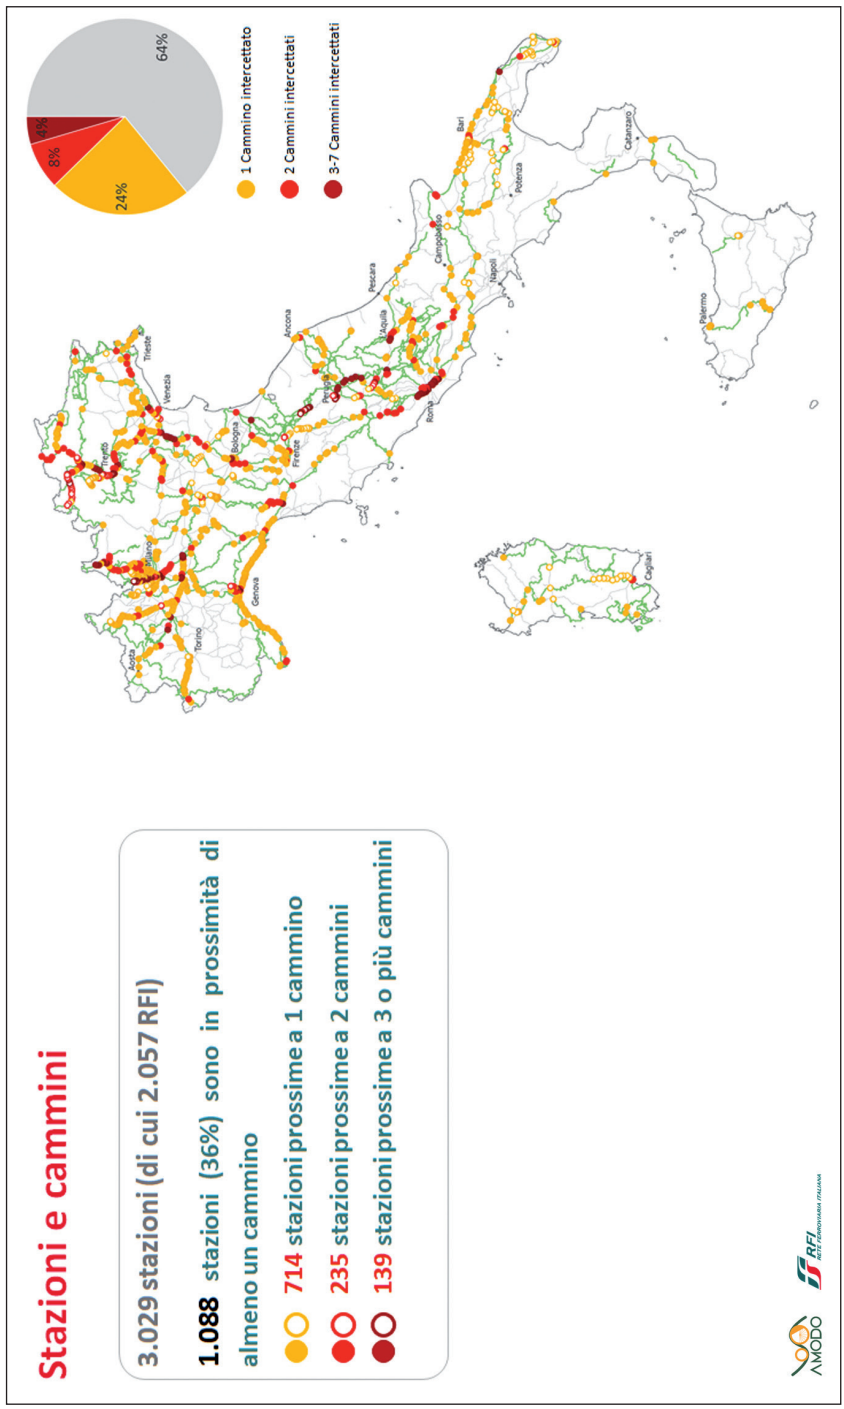 Stazioni e cammini
3.029 stazioni (di cui 2.057 RFI)
1.088 stazioni (36%) sono in prossimità di
almeno un cammino
714 stazioni prossime a 1 cammino
235 stazioni prossime a 2 cammini
139 stazioni prossime a 3 o più cammini
64%
4%
8%
24%
1 Cammino intercettato
2 Cammini intercettati
3-7 Cammini intercettati
Trento
Trieste
Venezia
Aosta
Milano
Torino
Genova
Bologna
Firenze
Ancona
Perugia
L'Aquila
Pescara
Roma
Campobasso
Napoli
Bari
Potenza
Catanzaro
Palermo
Cagliari
AMODO
RFI
RETE FERROVIARIA ITALIANA